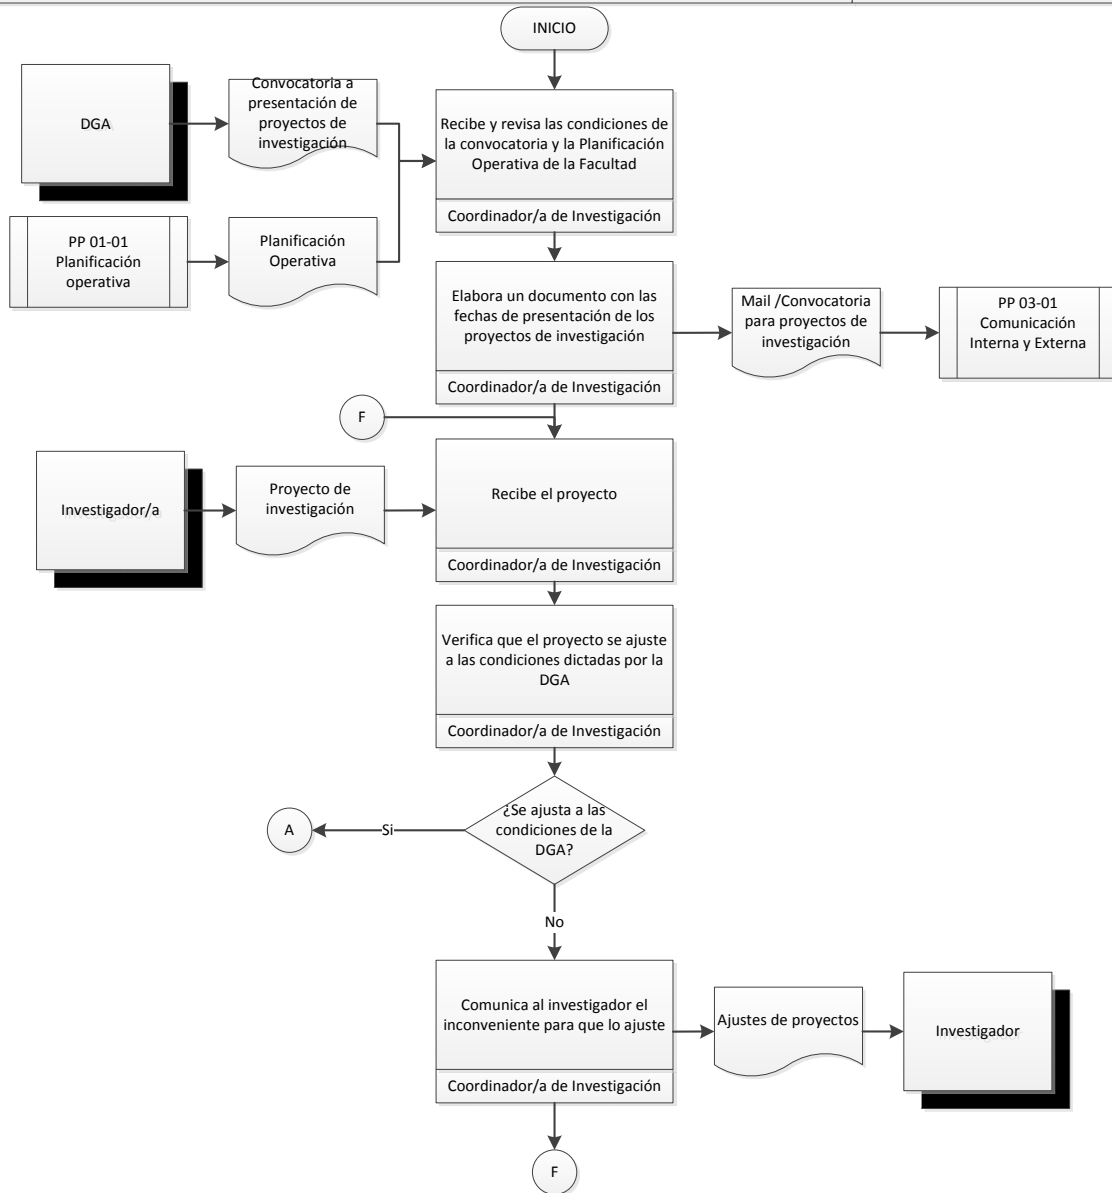 INICIO
DGA
Convocatoria a
presentación de
proyectos de
investigación
Recibe y revisa las condiciones de
la convocatoria y la Planificación
Operativa de la Facultad
Coordinador/a de Investigación
PP 01-01
Planificación
operativa
Planificación
Operativa
Elabora un documento con las
fechas de presentación de los
proyectos de investigación
Coordinador/a de Investigación
Mail /Convocatoria
para proyectos de
investigación
PP 03-01
Comunicación
Interna y Externa
F
Investigador/a
Proyecto de
investigación
Recibe el proyecto
Coordinador/a de Investigación
Verifica que el proyecto se ajuste
a las condiciones dictadas por la
DGA
Coordinador/a de Investigación
¿Se ajusta a las
condiciones de la
DGA?
Si
A
No
Comunica al investigador el
inconveniente para que lo ajuste
Coordinador/a de Investigación
Ajustes de proyectos
Investigador
F